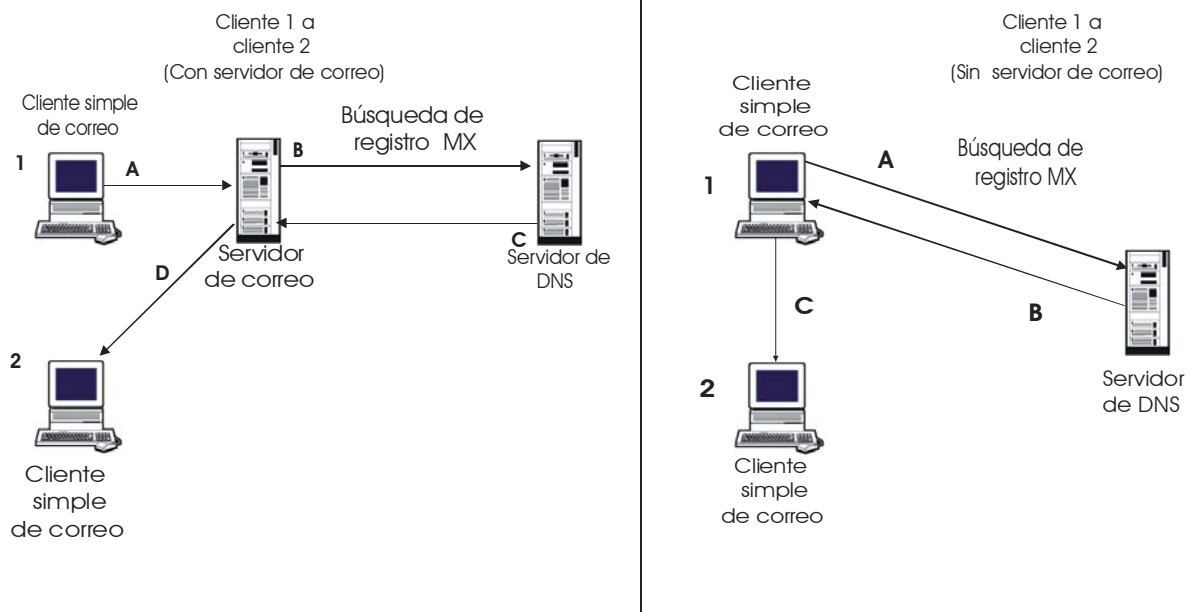 Cliente 1 a
cliente 2
(Con servidor de correo)
Cliente simple
de correo
1
A
B
Búsqueda de
registro MX
C
Servidor
de correo
Servidor de
DNS
D
2
Cliente
simple
de correo
Cliente 1 a
cliente 2
(Sin servidor de correo)
Cliente
simple
de correo
1
A
Búsqueda de
registro MX
B
C
Servidor
de DNS
2
Cliente
simple
de correo